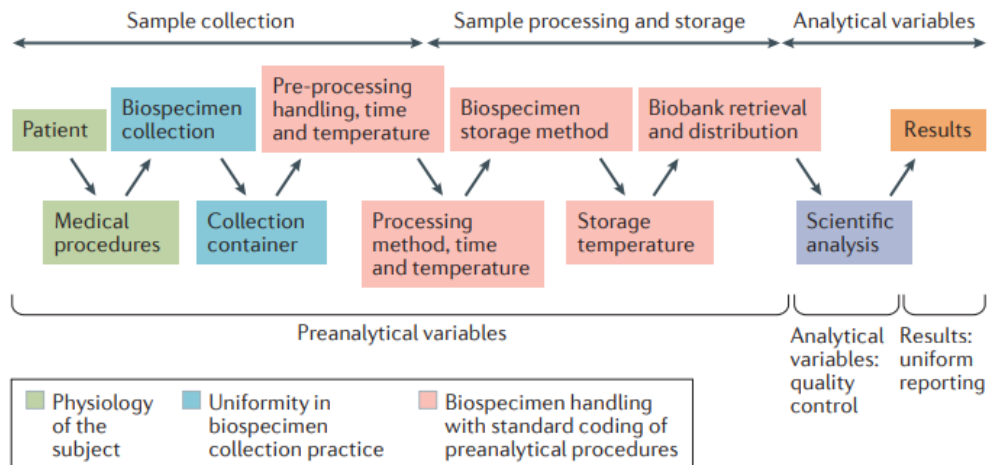 Sample collection
Sample processing and storage
Analytical variables
Patient
Biospecimen
collection
Pre-processing
handling, time
and temperature
Biospecimen
storage method
Biobank retrieval
and distribution
Results
Medical
procedures
Collection
container
Processing
method, time
and temperature
Storage
temperature
Scientific
analysis
Preanalytical variables
Analytical
variables:
quality
control
Results:
uniform
reporting
Physiology
of the
subject
Uniformity in
biospecimen
collection practice
Biospecimen handling
with standard coding of
preanalytical procedures